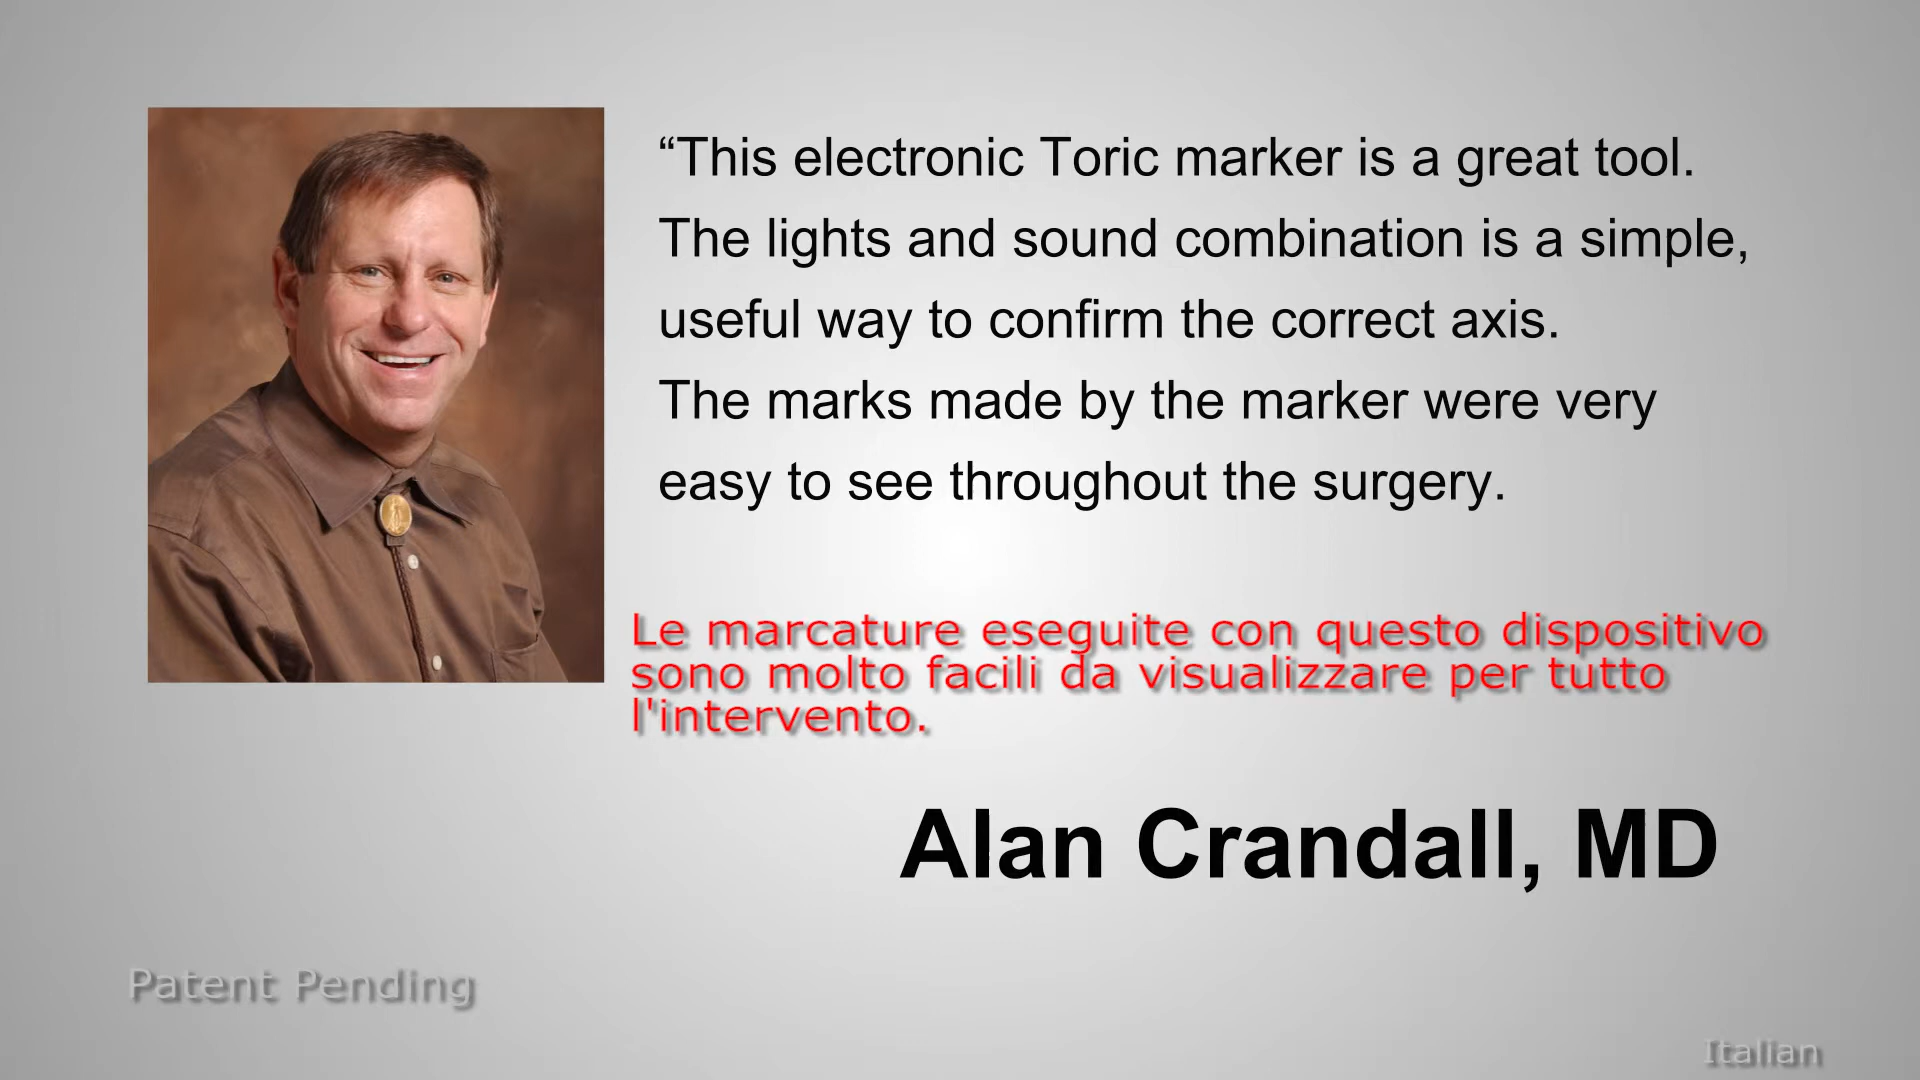 “This electronic Toric marker is a great tool.
The lights and sound combination is a simple,
useful way to confirm the correct axis.
The marks made by the marker were very
easy to see throughout the surgery.
Le marcature eseguite con questo dispositivo
sono molto facili da visualizzare per tutto
l'intervento.
Alan Crandall, MD
Patent Pending
Italian